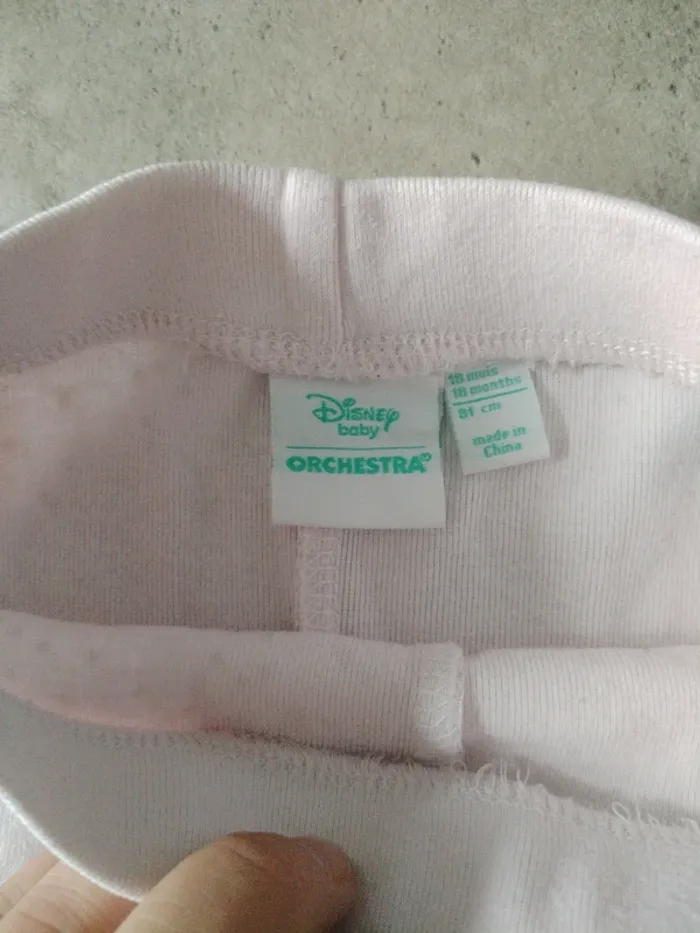 Disney
baby
ORCHESTRA
18 mois
18 months
81 cm
made in
China